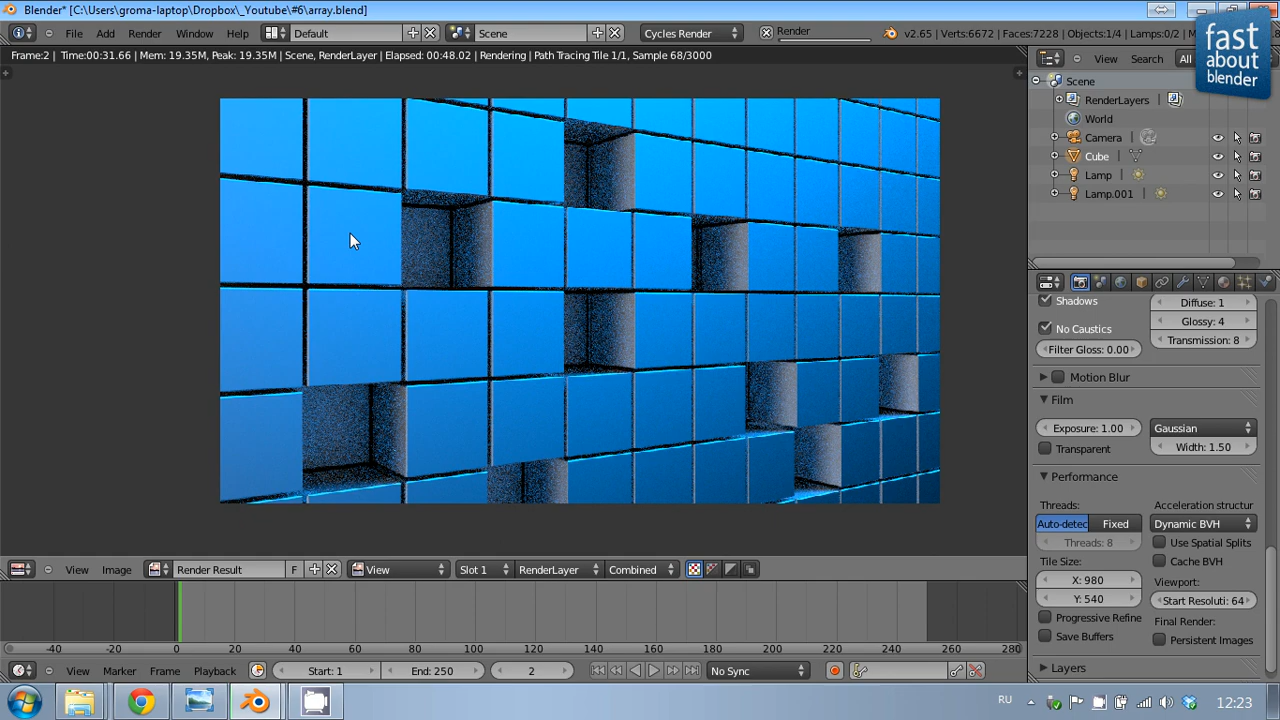 Blender* [C:\Users\groma-laptop\Dropbox\_Youtube\#6\array.blend]
File Add Render Window Help Default Scene Cycles Render Render v2.65 | Verts:6672 | Faces:7228 | Objects:1/4 | Lamps:0/2 |
fast
about
blender
Frame:2 | Time:00:31.66 | Mem: 19.35M, Peak: 19.35M | Scene, RenderLayer | Elapsed: 00:48.02 | Rendering | Path Tracing Tile 1/1, Sample 68/3000
View Search All
Scene
RenderLayers
World
Camera
Cube
Lamp
Lamp.001
Shadows
No Caustics
Filter Gloss: 0.00
Diffuse: 1
Glossy: 4
Transmission: 8
Motion Blur
Film
Exposure: 1.00
Gaussian
Transparent
Width: 1.50
Performance
Threads:
Acceleration structur
Auto-detec
Fixed
Dynamic BVH
Threads: 8
Use Spatial Splits
Tile Size:
Cache BVH
X: 980
Viewport:
Y: 540
Start Resoluti: 64
Progressive Refine
Final Render:
Save Buffers
Persistent Images
Layers
View Image Render Result F View Slot 1 RenderLayer Combined
-40 -20 0 20 40 60 80 100 120 140 160 180 200 220 240 260 280
View Marker Frame Playback Start: 1 End: 250 2 No Sync
RU 12:23